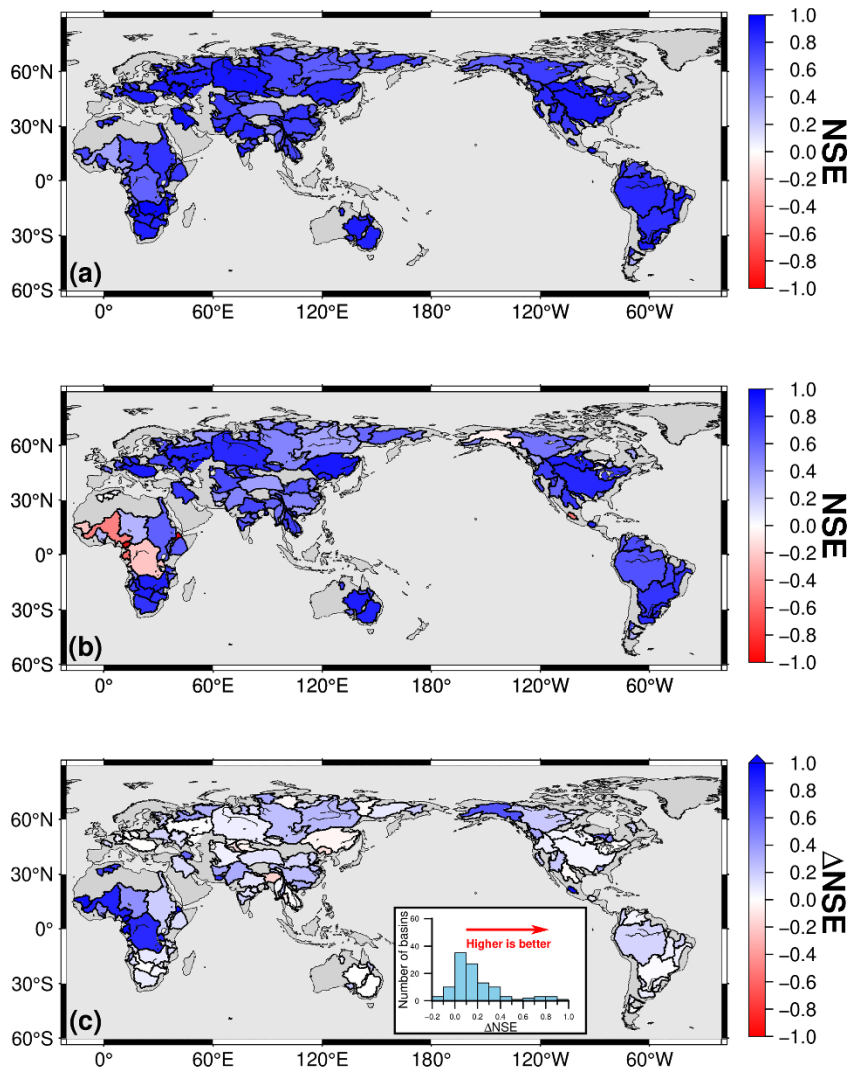 60°N
30°N
0°
30°S
60°S
(a)
0° 60°E 120°E 180° 120°W 60°W
1.0
0.8
0.6
0.4
0.2
0.0
−0.2
−0.4
−0.6
−0.8
−1.0
NSE
60°N
30°N
0°
30°S
60°S
(b)
0° 60°E 120°E 180° 120°W 60°W
1.0
0.8
0.6
0.4
0.2
0.0
−0.2
−0.4
−0.6
−0.8
−1.0
NSE
60°N
30°N
0°
30°S
60°S
(c)
Number of basins
60
40
20
0
Higher is better
−0.2 0.0 0.2 0.4 0.6 0.8 1.0
ΔNSE
0° 60°E 120°E 180° 120°W 60°W
1.0
0.8
0.6
0.4
0.2
0.0
−0.2
−0.4
−0.6
−0.8
−1.0
ΔNSE